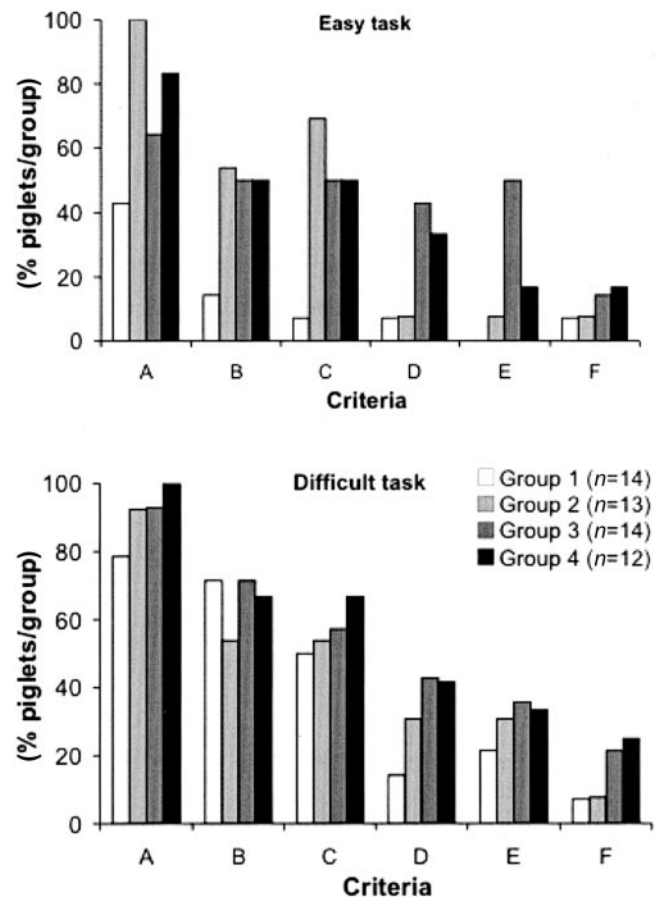 Easy task
(% piglets/group)
100
80
60
40
20
0
A B C D E F
Criteria
Difficult task
Group 1 (n=14)
Group 2 (n=13)
Group 3 (n=14)
Group 4 (n=12)
(% piglets/group)
100
80
60
40
20
0
A B C D E F
Criteria